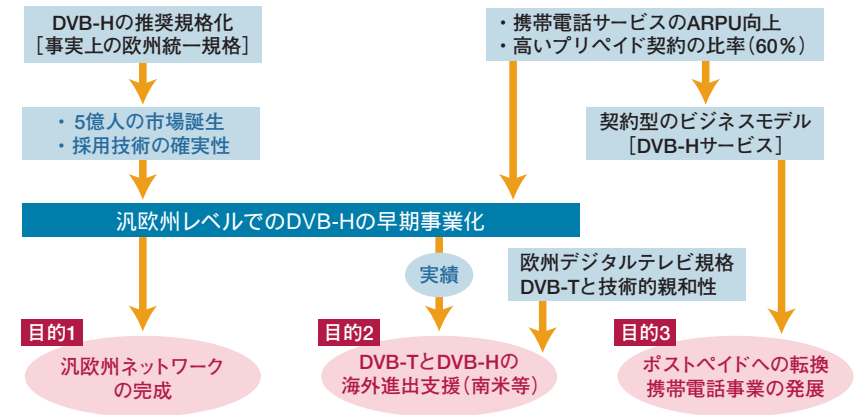 DVB-Hの推奨規格化
[事実上の欧州統一規格]
・携帯電話サービスのARPU向上
・高いプリペイド契約の比率(60%)
・5億人の市場誕生
・採用技術の確実性
契約型のビジネスモデル
[DVB-Hサービス]
汎欧州レベルでのDVB-Hの早期事業化
実績
欧州デジタルテレビ規格
DVB-Tと技術的親和性
目的1
汎欧州ネットワーク
の完成
目的2
DVB-TとDVB-Hの
海外進出支援(南米等)
目的3
ポストペイドへの転換
携帯電話事業の発展